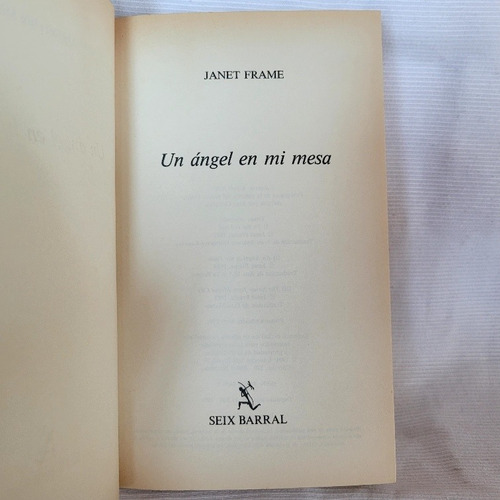 JANET FRAME
Un ángel en mi mesa
SEIX BARRAL